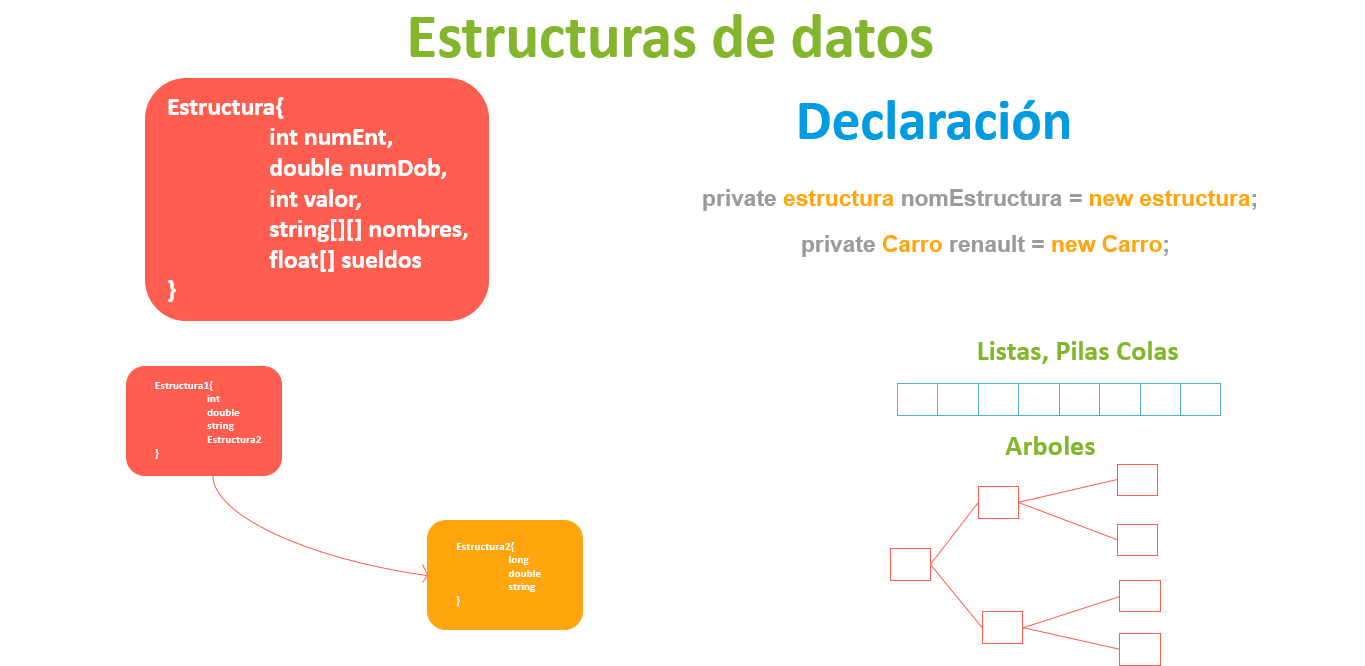 Estructuras de datos
Estructura{
int numEnt,
double numDob,
int valor,
string[][] nombres,
float[] sueldos
}
Declaración
private estructura nomEstructura = new estructura;
private Carro renault = new Carro;
Estructura1{
int
double
string
Estructura2
}
Estructura2{
long
double
string
}
Listas, Pilas Colas
Arboles